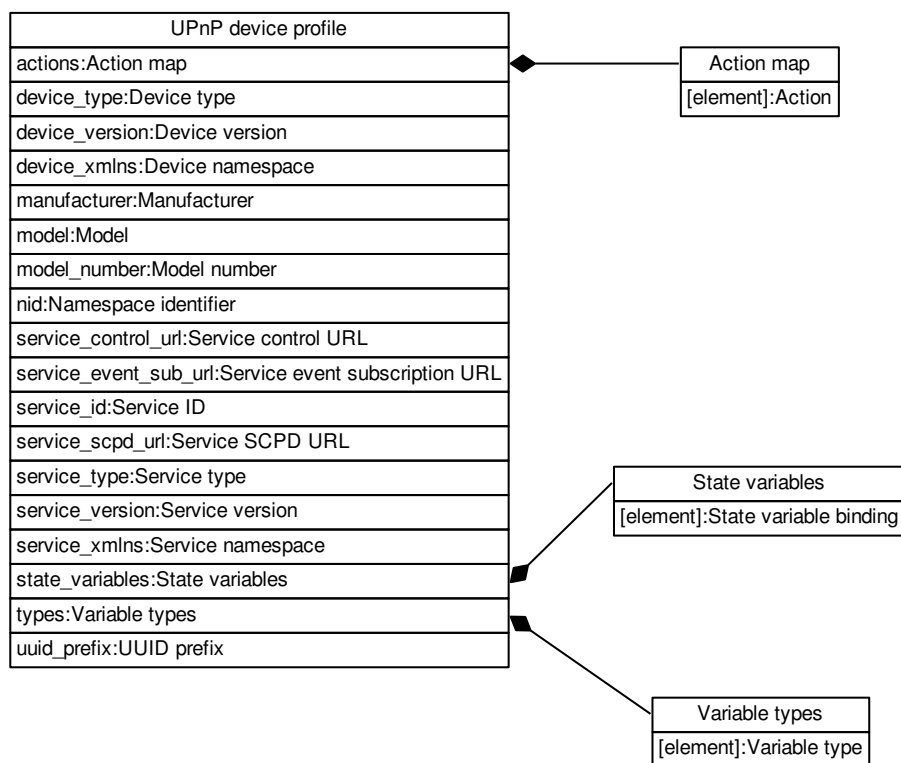 UPnP device profile
actions:Action map
device_type:Device type
device_version:Device version
device_xmlns:Device namespace
manufacturer:Manufacturer
model:Model
model_number:Model number
nid:Namespace identifier
service_control_url:Service control URL
service_event_sub_url:Service event subscription URL
service_id:Service ID
service_scpd_url:Service SCPD URL
service_type:Service type
service_version:Service version
service_xmlns:Service namespace
state_variables:State variables
types:Variable types
uuid_prefix:UUID prefix
Action map
[element]:Action
State variables
[element]:State variable binding
Variable types
[element]:Variable type